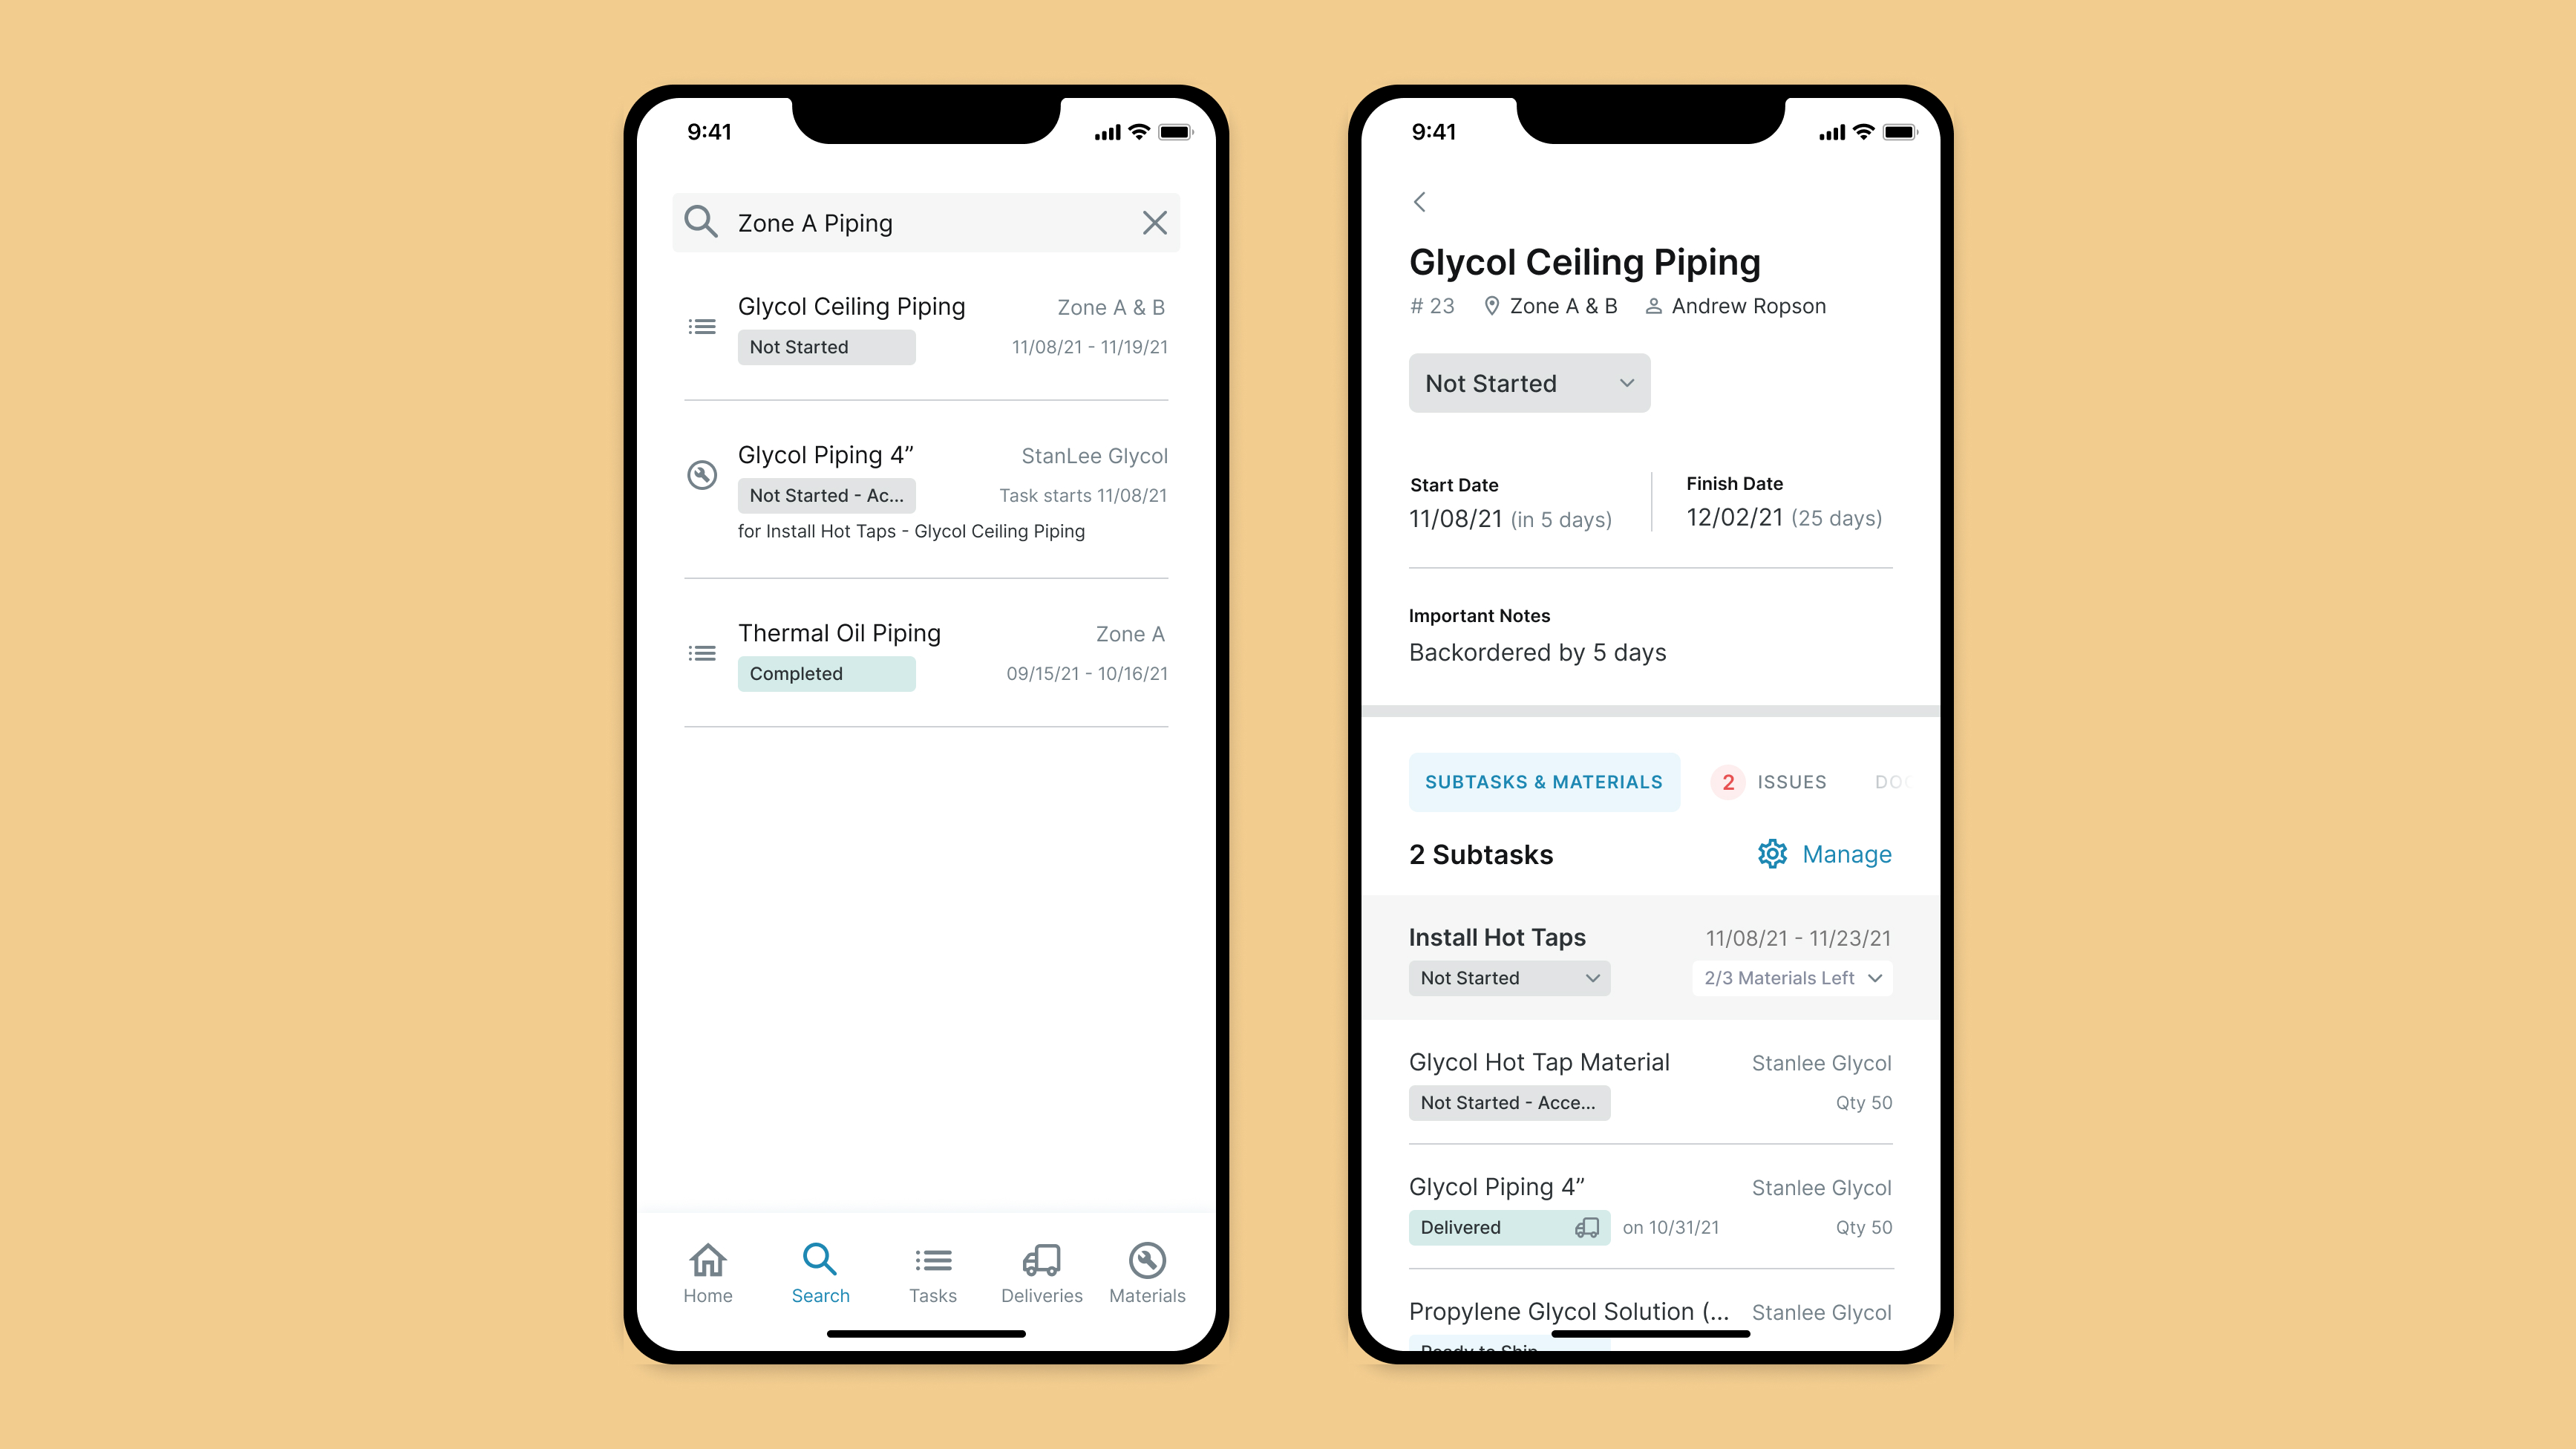 9:41
Zone A Piping
Glycol Ceiling Piping Zone A & B
Not Started 11/08/21 - 11/19/21
Glycol Piping 4” StanLee Glycol
Not Started - Ac... Task starts 11/08/21
for Install Hot Taps - Glycol Ceiling Piping
Thermal Oil Piping Zone A
Completed 09/15/21 - 10/16/21
Home Search Tasks Deliveries Materials
9:41
Glycol Ceiling Piping
# 23 Zone A & B Andrew Ropson
Not Started
Start Date Finish Date
11/08/21 (in 5 days) 12/02/21 (25 days)
Important Notes
Backordered by 5 days
SUBTASKS & MATERIALS 2 ISSUES DOC
2 Subtasks Manage
Install Hot Taps 11/08/21 - 11/23/21
Not Started 2/3 Materials Left
Glycol Hot Tap Material Stanlee Glycol
Not Started - Acce... Qty 50
Glycol Piping 4” Stanlee Glycol
Delivered on 10/31/21 Qty 50
Propylene Glycol Solution (... Stanlee Glycol
Ready to Ship